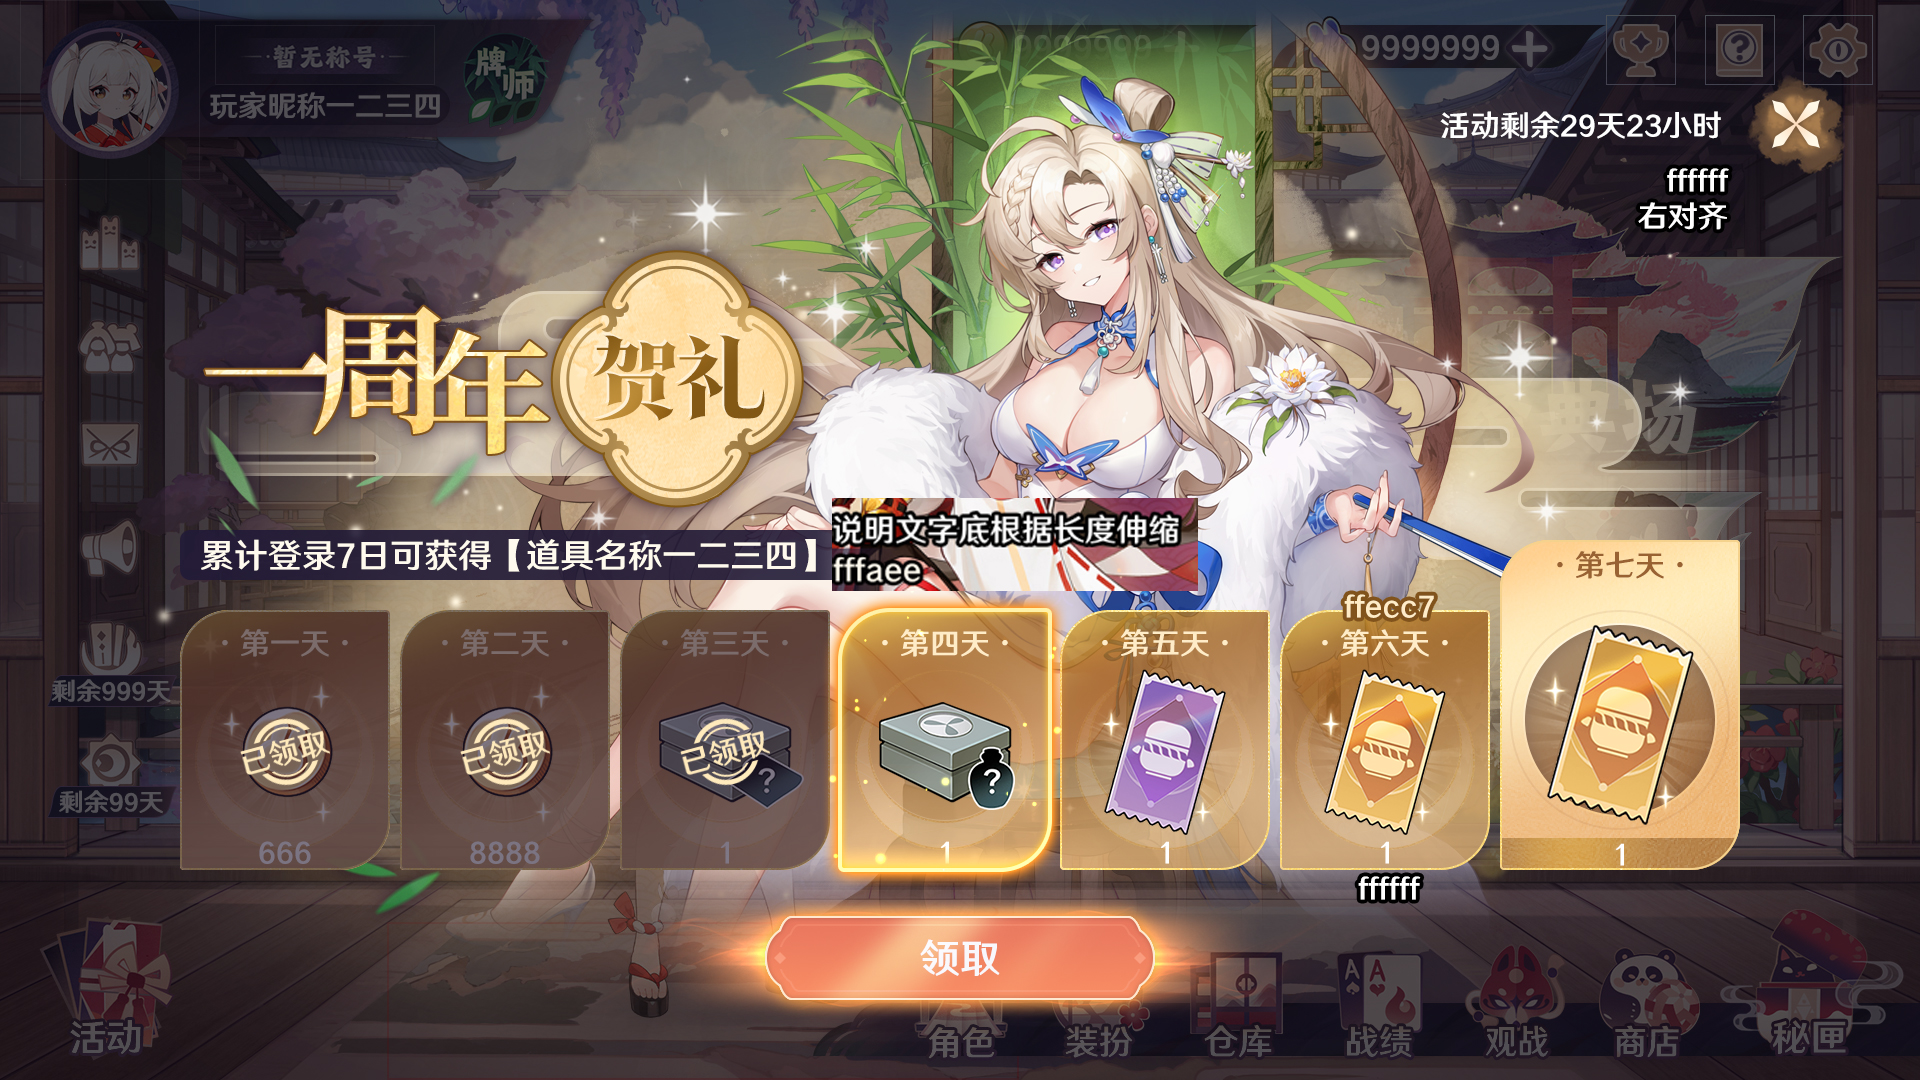 暂无称号
牌师
玩家昵称一二三四
9999999
9999999
活动剩余29天23小时
ffffff
右对齐
一周年
贺礼
典场
累计登录7日可获得【道具名称一二三四】
说明文字底根据长度伸缩
fffaee
第一天
已领取
666
第二天
已领取
8888
第三天
已领取
?
1
第四天
?
1
第五天
1
ffecc7
第六天
1
ffffff
第七天
1
剩余999天
剩余99天
领取
活动
角色
装扮
仓库
A A
战绩
观战
商店
秘匣